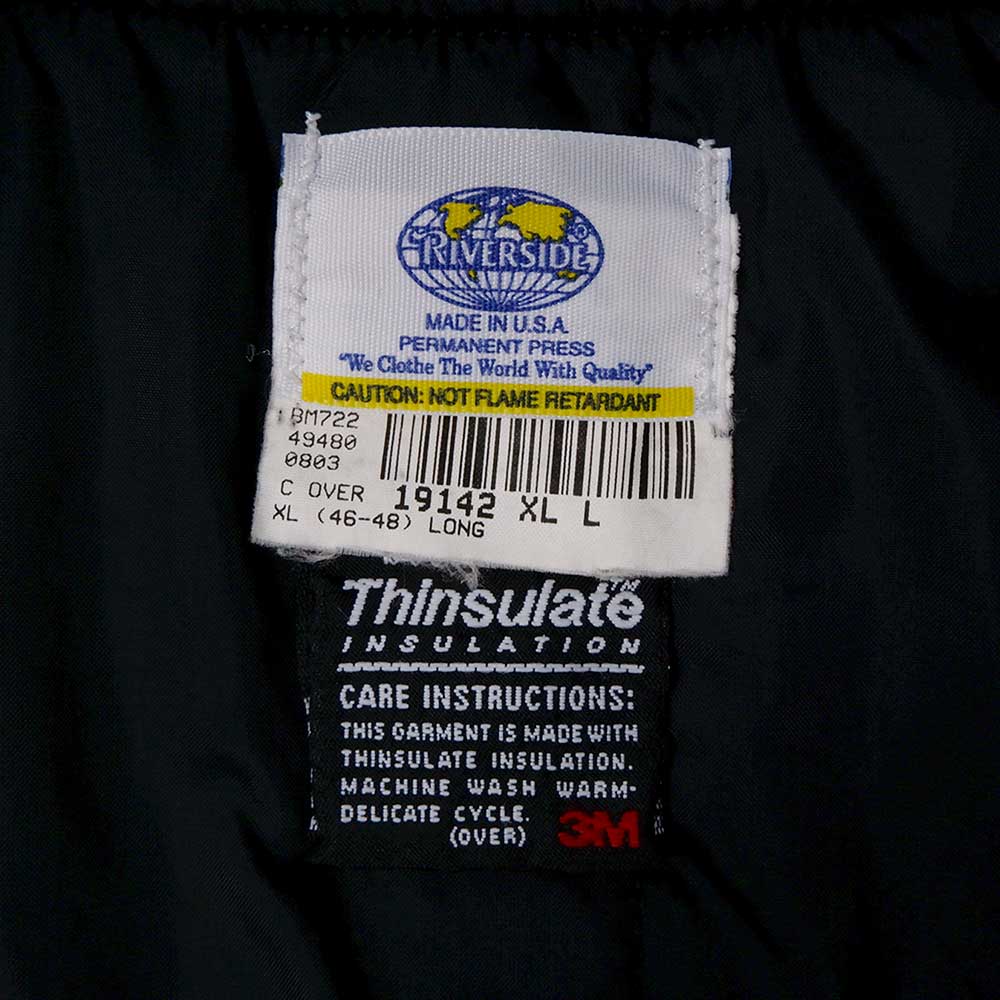 RIVERSIDE®
MADE IN U.S.A.
PERMANENT PRESS
"We Clothe The World With Quality"
CAUTION: NOT FLAME RETARDANT
BM722
49480
0803
C OVER 19142 XL L
XL (46-48) LONG
Thinsulate™
INSULATION
CARE INSTRUCTIONS:
THIS GARMENT IS MADE WITH
THINSULATE INSULATION.
MACHINE WASH WARM-
DELICATE CYCLE.
(OVER) 3M